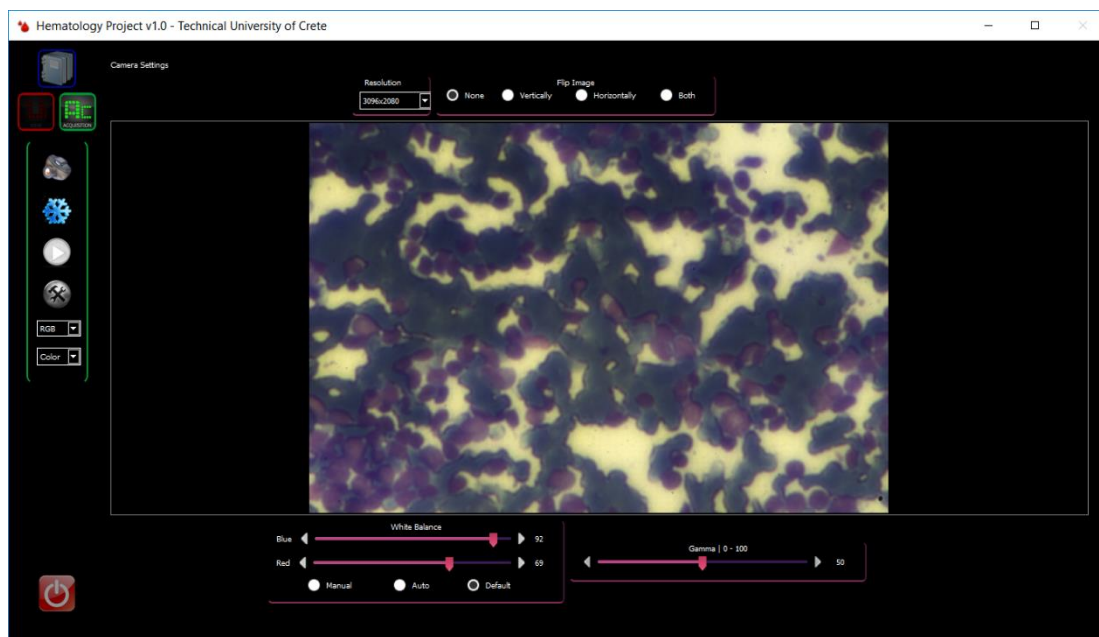 Hematology Project v1.0 - Technical University of Crete
Camera Settings
Resolution
3096x2080
Flip Image
None
Vertically
Horizontally
Both
ACQUISITION
RGB
Color
White Balance
Blue
92
Red
69
Manual
Auto
Default
Gamma | 0 - 100
50